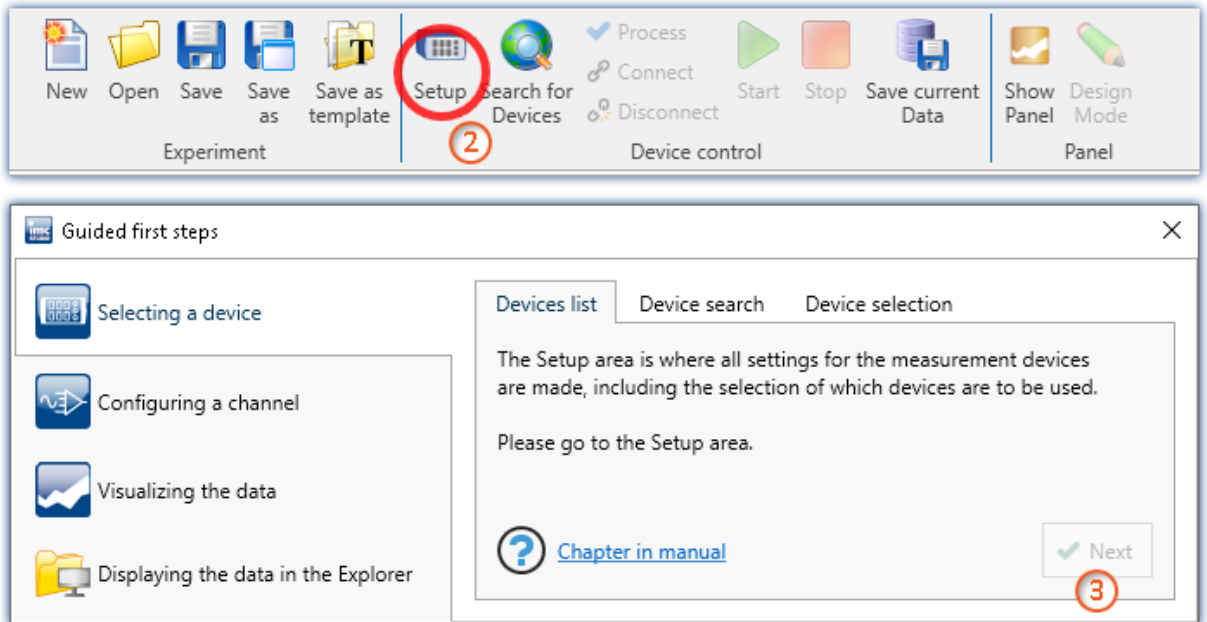 New
Open
Save
Save
as
Save as
template
Setup
Search for
Devices
Process
Connect
Disconnect
Start
Stop
Save current
Data
Show
Panel
Design
Mode
Experiment
2
Device control
Panel
imc
Guided first steps
Selecting a device
Configuring a channel
Visualizing the data
Displaying the data in the Explorer
Devices list
Device search
Device selection
The Setup area is where all settings for the measurement devices
are made, including the selection of which devices are to be used.
Please go to the Setup area.
Chapter in manual
Next
3